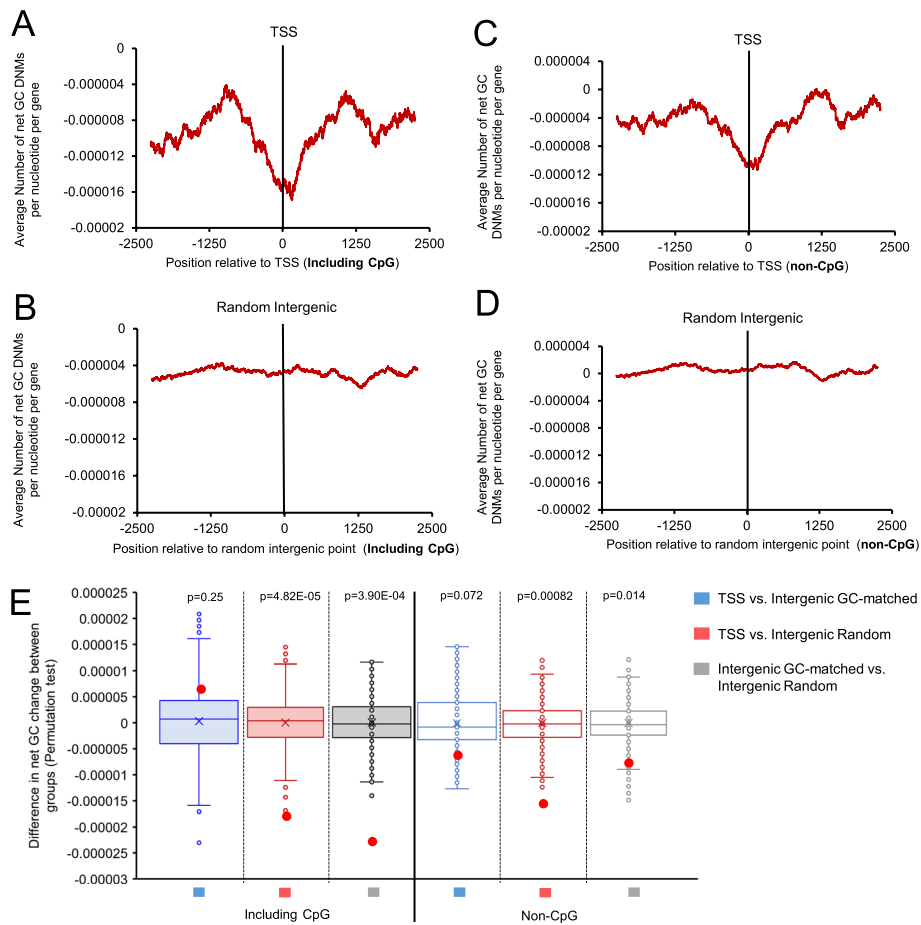 A
TSS
Average Number of net GC DNMs
per nucleotide per gene
0
-0.000004
-0.000008
-0.000012
-0.000016
-0.00002
-2500
-1250
0
1250
2500
Position relative to TSS (Including CpG)
C
TSS
Average Number of net GC
DNMs per nucleotide per gene
0.000004
0
-0.000004
-0.000008
-0.000012
-0.000016
-0.00002
-2500
-1250
0
1250
2500
Position relative to TSS (non-CpG)
B
Random Intergenic
Average Number of net GC DNMs
per nucleotide per gene
0
-0.000004
-0.000008
-0.000012
-0.000016
-0.00002
-2500
-1250
0
1250
2500
Position relative to random intergenic point (Including CpG)
D
Random Intergenic
Average Number of net GC
DNMs per nucleotide per gene
0.000004
0
-0.000004
-0.000008
-0.000012
-0.000016
-0.00002
-2500
-1250
0
1250
2500
Position relative to random intergenic point (non-CpG)
E
Difference in net GC change between
groups (Permutation test)
0.000025
0.00002
0.000015
0.00001
0.000005
0
-0.000005
-0.00001
-0.000015
-0.00002
-0.000025
-0.00003
p=0.25
p=4.82E-05
p=3.90E-04
p=0.072
p=0.00082
p=0.014
Including CpG
Non-CpG
TSS vs. Intergenic GC-matched
TSS vs. Intergenic Random
Intergenic GC-matched vs.
Intergenic Random